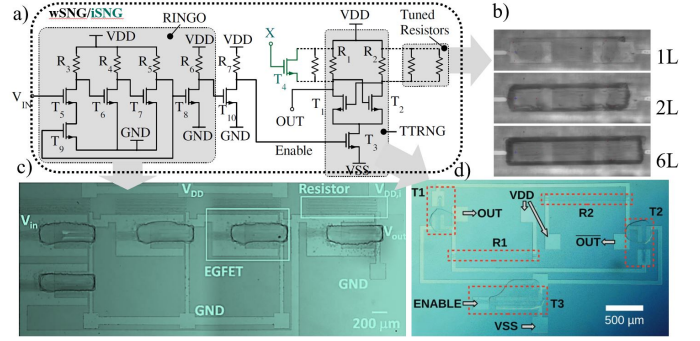 a)
wSNG/iSNG
RINGO
VDD
VDD
VDD
VDD
Tuned
Resistors
X
R3
R4
R5
R6
R7
R1
R2
T4
VIN
T5
T6
T7
T8
T10
T1
T2
OUT
T9
GND
GND
GND
T3
TTRNG
Enable
VSS
b)
1L
2L
6L
c)
VDD
Resistor
VDD,I
Vin
Vout
EGFET
GND
GND
200 μm
d)
T1
VDD
R2
T2
OUT
OUT
R1
ENABLE
T3
VSS
500 μm